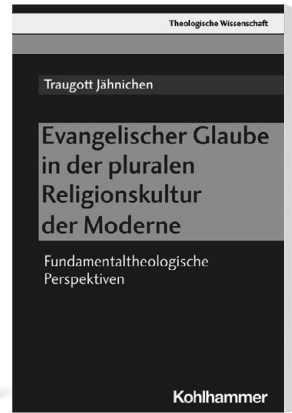 Theologische Wissenschaft
Traugott Jähnichen
Evangelischer Glaube
in der pluralen
Religionskultur
der Moderne
Fundamentaltheologische
Perspektiven
Kohlhammer